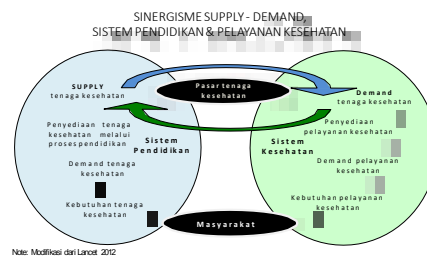 SINERGISME SUPPLY - DEMAND,
SISTEM PENDIDIKAN & PELAYANAN KESEHATAN
SUPPLY
tenaga kesehatan
Penyediaan tenaga
kesehatan melalui
proses pendidikan
Demand tenaga
kesehatan
Kebutuhan tenaga
kesehatan
Sistem
Pendidikan
Pasar tenaga
kesehatan
Sistem
Kesehatan
Masyarakat
Demand
tenaga kesehatan
Penyediaan
pelayanan kesehatan
Demand pelayanan
kesehatan
Kebutuhan pelayanan
kesehatan
Note: Modifikasi dari Lancet 2012